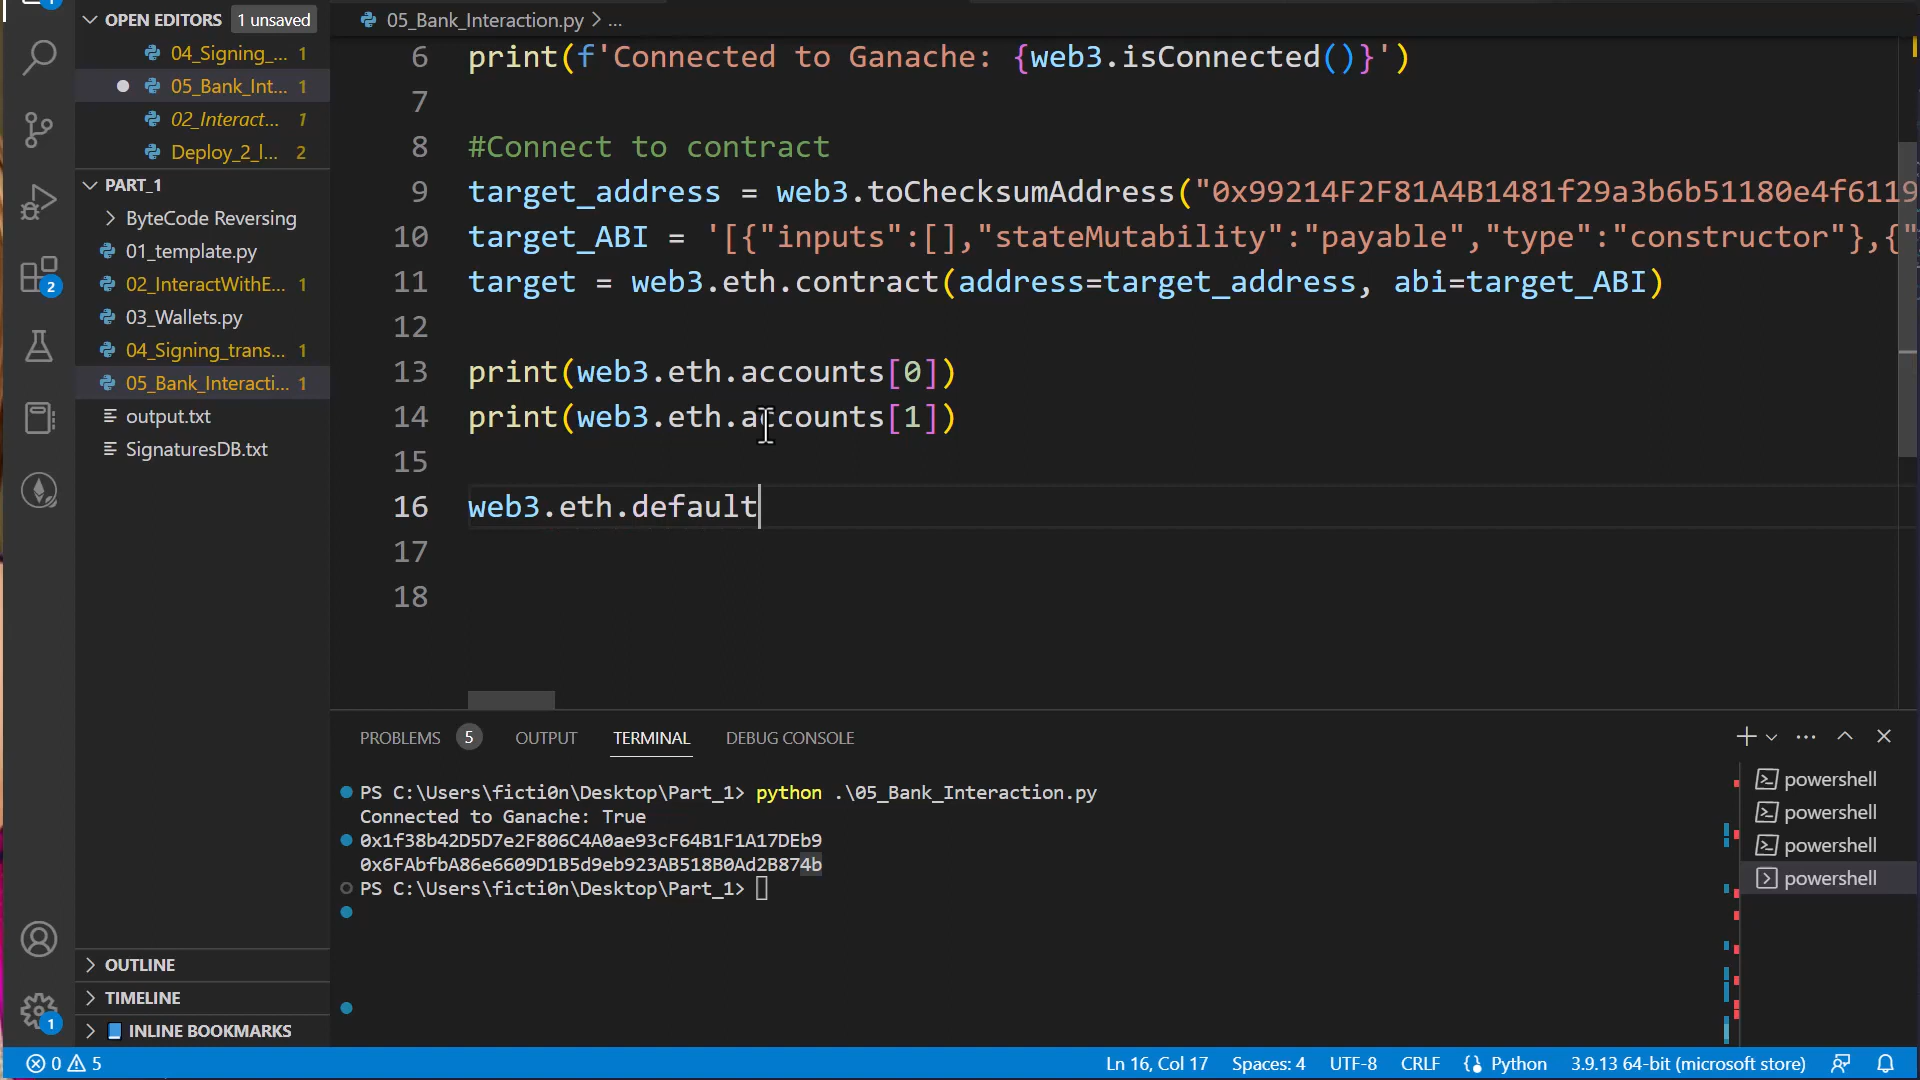 OPEN EDITORS 1 unsaved
04_Signing_... 1
05_Bank_Int... 1
02_Interact... 1
Deploy_2_l... 2
PART_1
ByteCode Reversing
01_template.py
02_InteractWithE... 1
03_Wallets.py
04_Signing_trans... 1
05_Bank_Interacti... 1
output.txt
SignaturesDB.txt
OUTLINE
TIMELINE
INLINE BOOKMARKS
2
1
05_Bank_Interaction.py > ...
6 print(f'Connected to Ganache: {web3.isConnected()}')
7
8 #Connect to contract
9 target_address = web3.toChecksumAddress("0x99214F2F81A4B1481f29a3b6b51180e4f6119
10 target_ABI = '[{"inputs":[],"stateMutability":"payable","type":"constructor"},{"
11 target = web3.eth.contract(address=target_address, abi=target_ABI)
12
13 print(web3.eth.accounts[0])
14 print(web3.eth.accounts[1])
15
16 web3.eth.default
17
18
PROBLEMS 5 OUTPUT TERMINAL DEBUG CONSOLE
PS C:\Users\ficti0n\Desktop\Part_1> python .\05_Bank_Interaction.py
Connected to Ganache: True
0x1f38b42D5D7e2F806C4A0ae93cF64B1F1A17DEb9
0x6FAbfbA86e6609D1B5d9eb923AB518B0Ad2B874b
PS C:\Users\ficti0n\Desktop\Part_1>
powershell
powershell
powershell
powershell
0 5 Ln 16, Col 17 Spaces: 4 UTF-8 CRLF Python 3.9.13 64-bit (microsoft store)